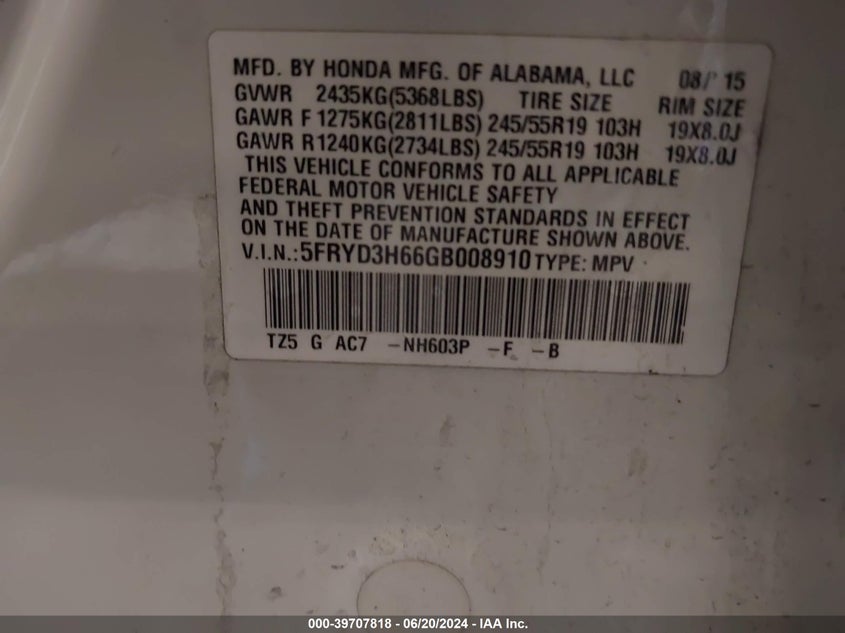 MFD. BY HONDA MFG. OF ALABAMA, LLC 08/ 15
GVWR 2435KG(5368LBS) TIRE SIZE RIM SIZE
GAWR F 1275KG(2811LBS) 245/55R19 103H 19X8.0J
GAWR R1240KG(2734LBS) 245/55R19 103H 19X8.0J
THIS VEHICLE CONFORMS TO ALL APPLICABLE
FEDERAL MOTOR VEHICLE SAFETY
AND THEFT PREVENTION STANDARDS IN EFFECT
ON THE DATE OF MANUFACTURE SHOWN ABOVE.
V.I.N.:5FRYD3H66GB008910 TYPE: MPV
TZ5 G AC7 -NH603P -F -B
000-39707818 - 06/20/2024 - IAA Inc.